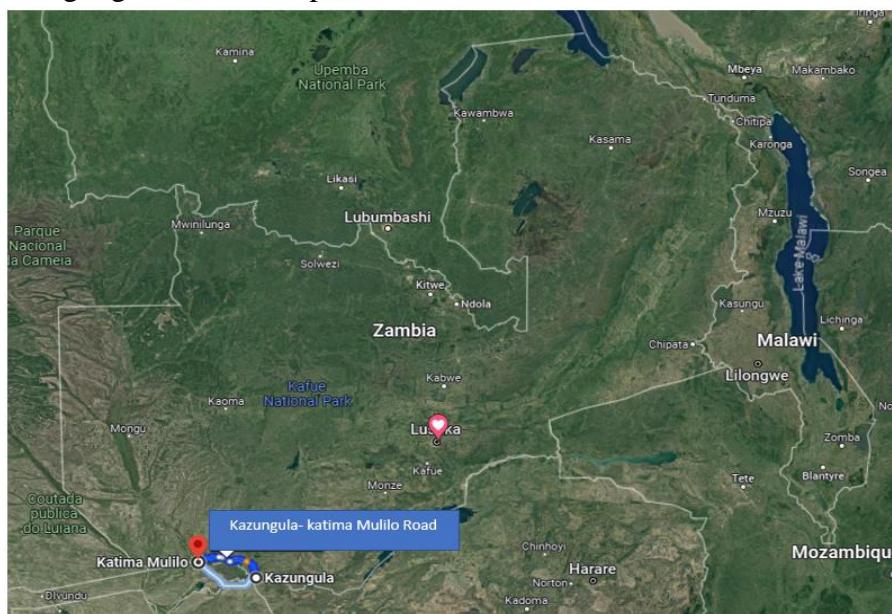 Kamina
Upemba
National Park
Kawambwa
Kasama
Mbeya
Makambako
Iringa
Tunduma
Chitipa
Karonga
Songea
Likasi
Lubumbashi
Mwinilunga
Parque
Nacional
da Cameia
Solwezi
Kitwe
Ndola
Mzuzu
Lake Malawi
Kasungu
Lichinga
Zambia
Malawi
Chipata
Lilongwe
Kabwe
Kafue
National Park
Kaoma
Mongu
Kafue
Monze
Zomba
Blantyre
Tete
Coutada
pública
do Luiana
Kazungula- katima Mulilo Road
Katima Mulilo
Kazungula
Chinhoyi
Harare
Norton
Kadoma
Mozambiqu